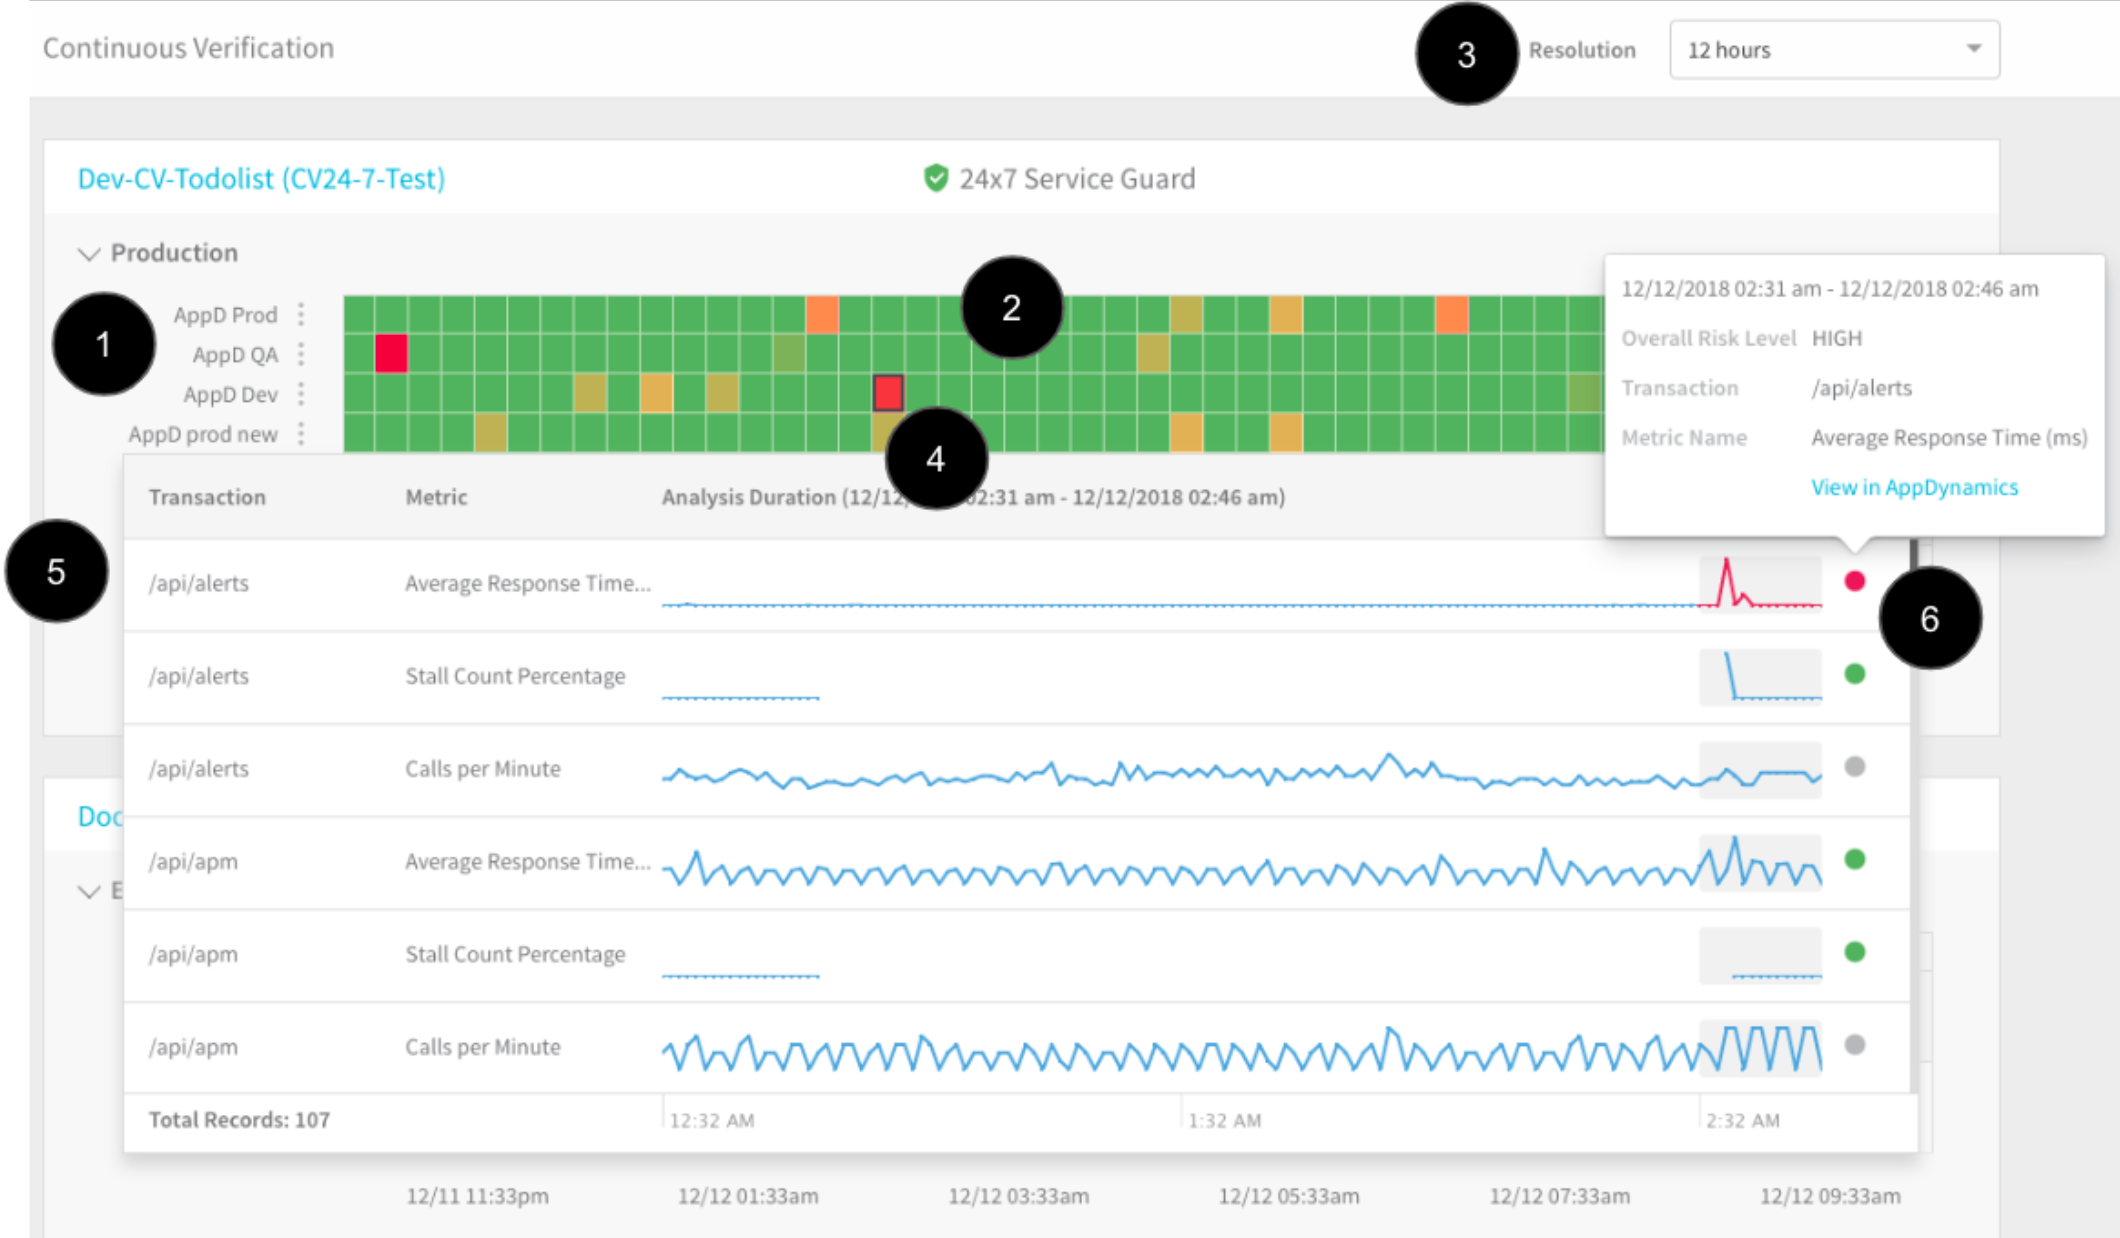 Continuous Verification
3
Resolution
12 hours
Dev-CV-Todolist (CV24-7-Test)
24x7 Service Guard
Production
1
AppD Prod
AppD QA
AppD Dev
AppD prod new
2
12/12/2018 02:31 am - 12/12/2018 02:46 am
Overall Risk Level HIGH
Transaction /api/alerts
Metric Name Average Response Time (ms)
View in AppDynamics
4
Transaction Metric Analysis Duration (12/12 02:31 am - 12/12/2018 02:46 am)
5
/api/alerts Average Response Time...
6
/api/alerts Stall Count Percentage
/api/alerts Calls per Minute
Doc
/api/apm Average Response Time...
E
/api/apm Stall Count Percentage
/api/apm Calls per Minute
Total Records: 107 12:32 AM 1:32 AM 2:32 AM
12/11 11:33pm 12/12 01:33am 12/12 03:33am 12/12 05:33am 12/12 07:33am 12/12 09:33am